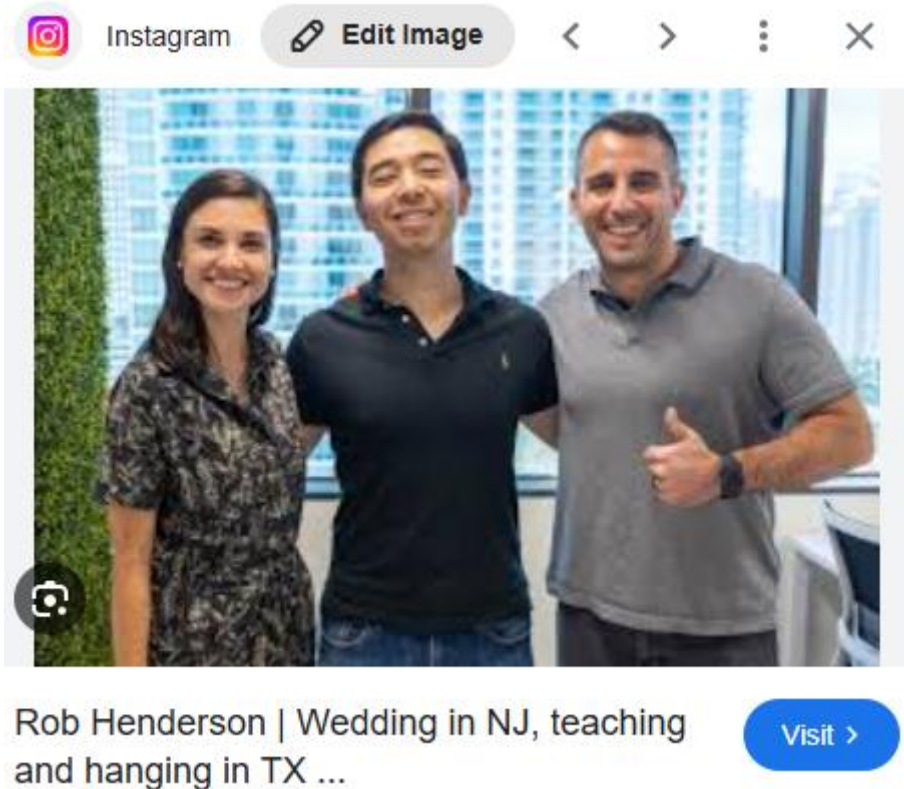 Instagram
Edit Image
Rob Henderson | Wedding in NJ, teaching
and hanging in TX ...
Visit >